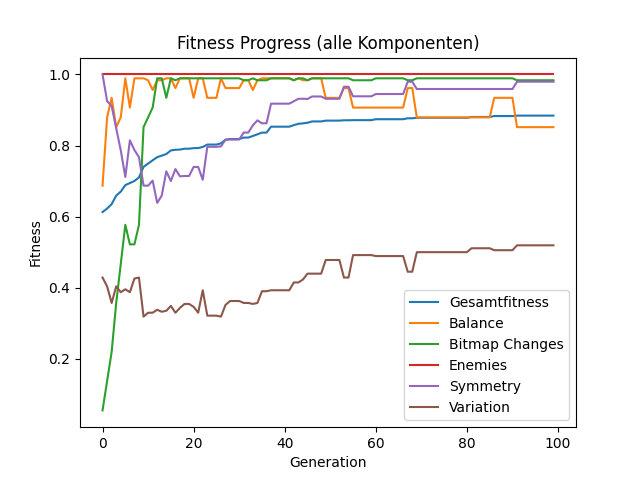 Fitness Progress (alle Komponenten)
Fitness
1.0
0.8
0.6
0.4
0.2
0 20 40 60 80 100
Generation
Gesamtfitness
Balance
Bitmap Changes
Enemies
Symmetry
Variation